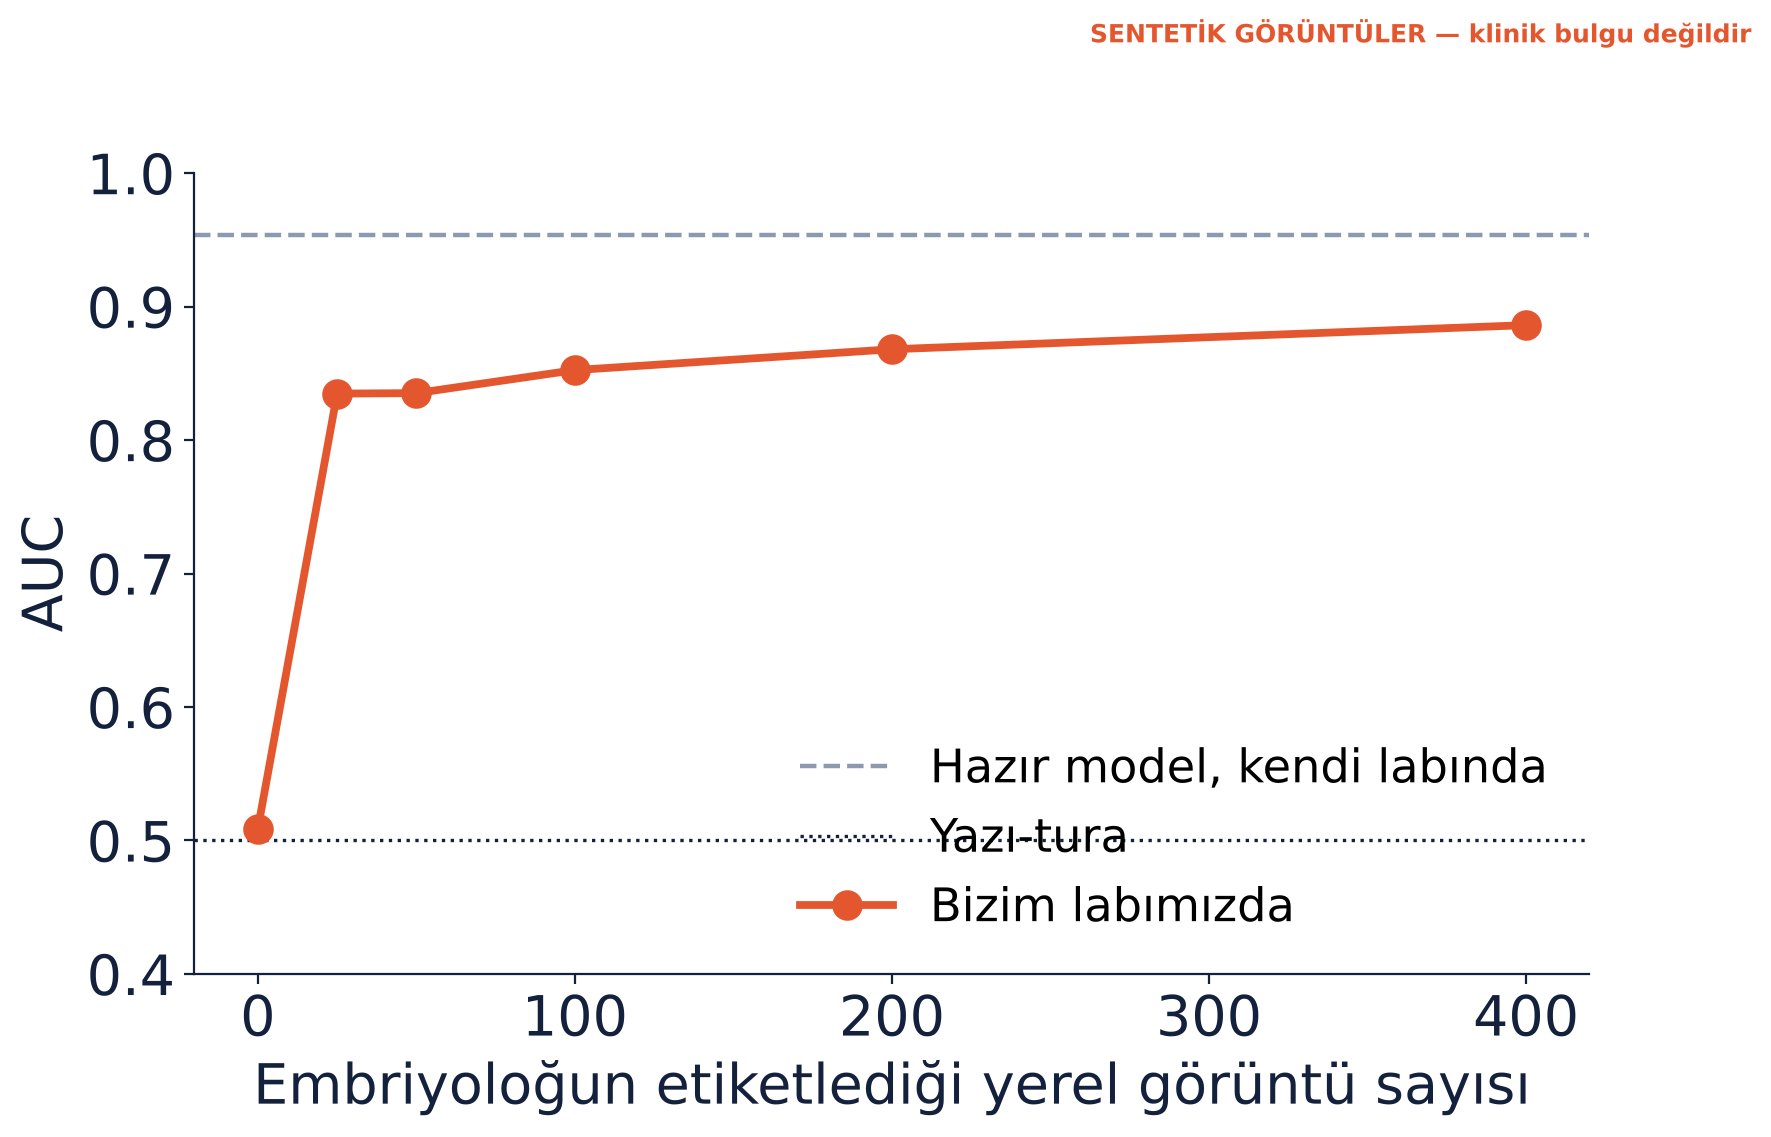 SENTETİK GÖRÜNTÜLER — klinik bulgu değildir
1.0
0.9
0.8
0.7
0.6
0.5
0.4
AUC
Hazır model, kendi labında
Yazı-tura
Bizim labımızda
0 100 200 300 400
Embriyoloğun etiketlediği yerel görüntü sayısı